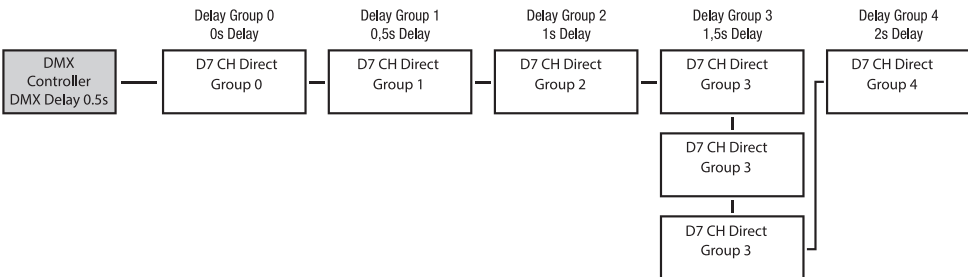 Delay Group 0
0s Delay
Delay Group 1
0,5s Delay
Delay Group 2
1s Delay
Delay Group 3
1,5s Delay
Delay Group 4
2s Delay
DMX
Controller
DMX Delay 0.5s
D7 CH Direct
Group 0
D7 CH Direct
Group 1
D7 CH Direct
Group 2
D7 CH Direct
Group 3
D7 CH Direct
Group 4
D7 CH Direct
Group 3
D7 CH Direct
Group 3